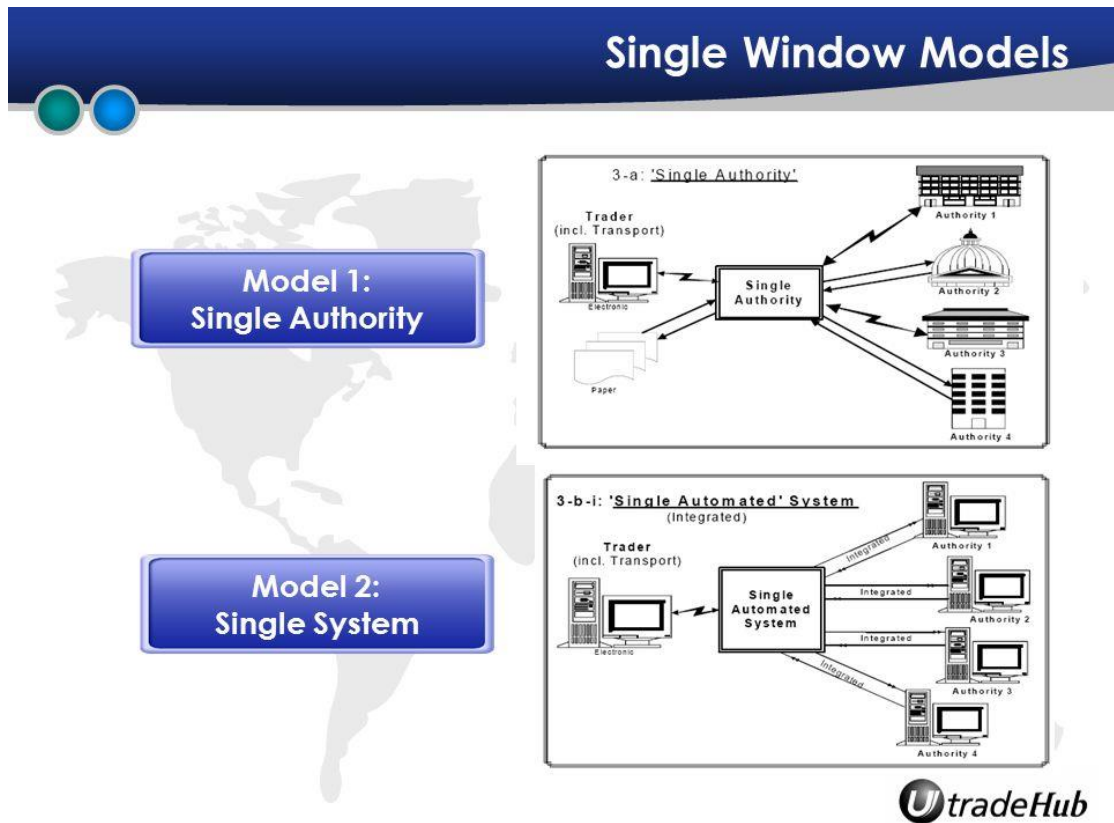 Single Window Models
Model 1:
Single Authority
3-a: 'Single Authority'
Trader
(incl. Transport)
Electronic
Paper
Single
Authority
Authority 1
Authority 2
Authority 3
Authority 4
Model 2:
Single System
3-b-i: 'Single Automated' System
(Integrated)
Trader
(incl. Transport)
Electronic
Single
Automated
System
Integrated
Authority 1
Integrated
Authority 2
Integrated
Authority 3
Integrated
Authority 4
UtradeHub